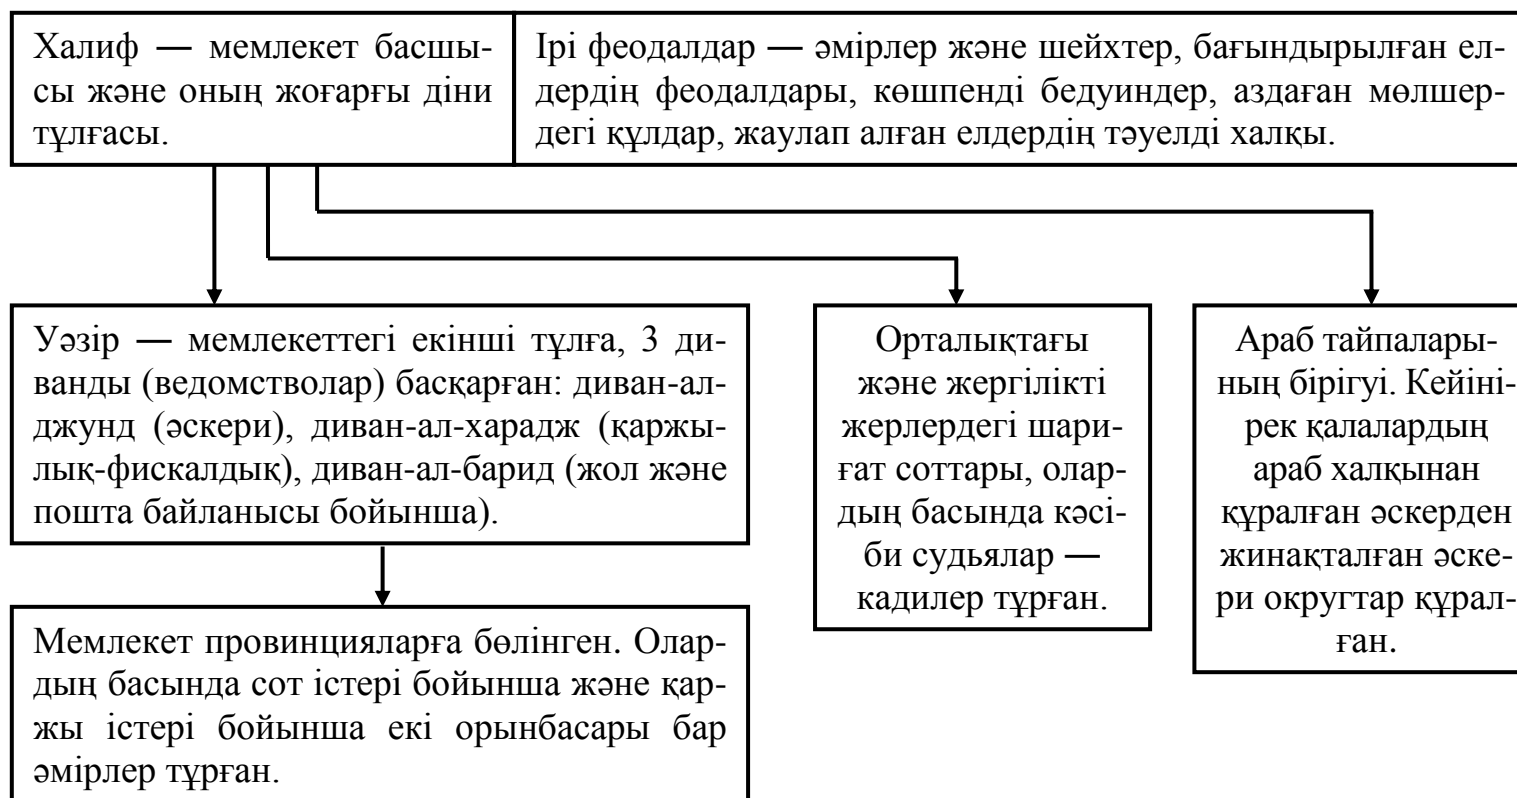 Халиф — мемлекет басшы-
сы және оның жоғарғы діни
тұлғасы.
Ірі феодалдар — әмірлер және шейхтер, бағындырылған ел-
дердің феодалдары, көшпенді бедуиндер, аздаған мөлшер-
дегі құлдар, жаулап алған елдердің тәуелді халқы.
Уәзір — мемлекеттегі екінші тұлға, 3 ди-
ванды (ведомстволар) басқарған: диван-ал-
джунд (әскери), диван-ал-харадж (қаржы-
лық-фискалдық), диван-ал-барид (жол және
пошта байланысы бойынша).
Орталықтағы
және жергілікті
жерлердегі шари-
ғат соттары, олар-
дың басында кәсі-
би судьялар —
кадилер тұрған.
Араб тайпалары-
ның бірігуі. Кейіні-
рек қалалардың
араб халқынан
құралған әскерден
жинақталған әске-
ри округтар құрал-
ған.
Мемлекет провинцияларға бөлінген. Олар-
дың басында сот істері бойынша және қар-
жы істері бойынша екі орынбасары бар
әмірлер тұрған.